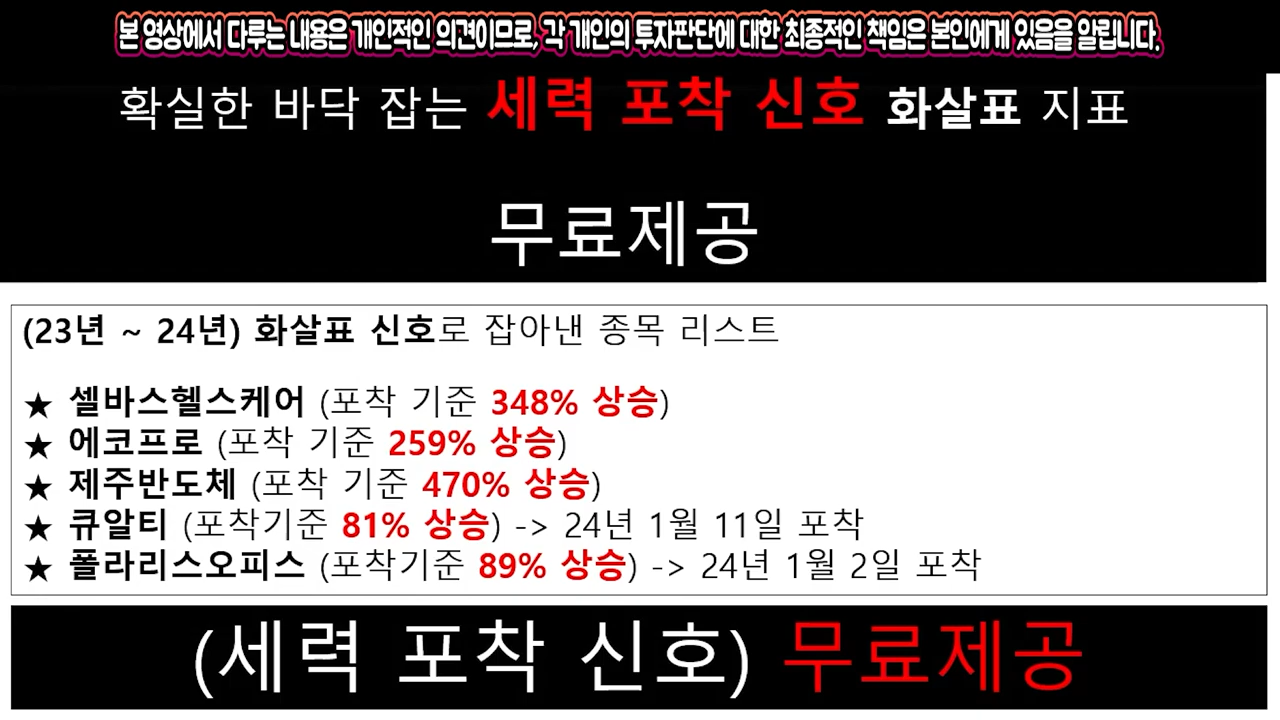 본 영상에서 다루는 내용은 개인적인 의견이므로, 각 개인의 투자판단에 대한 최종적인 책임은 본인에게 있음을 알립니다.
확실한 바닥 잡는 세력 포착 신호 화살표 지표
무료제공
(23년 ~ 24년) 화살표 신호로 잡아낸 종목 리스트
★ 셀바스헬스케어 (포착 기준 348% 상승)
★ 에코프로 (포착 기준 259% 상승)
★ 제주반도체 (포착 기준 470% 상승)
★ 큐알티 (포착기준 81% 상승) -> 24년 1월 11일 포착
★ 폴라리스오피스 (포착기준 89% 상승) -> 24년 1월 2일 포착
(세력 포착 신호) 무료제공